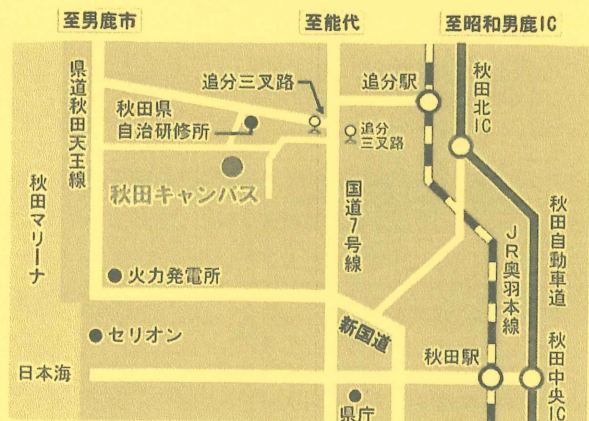 至男鹿市
至能代
至昭和男鹿IC
県道秋田天王線
追分三叉路
追分駅
秋田北IC
秋田県
自治研修所
追分
三叉路
秋田マリーナ
秋田キャンパス
国道7号線
JR奥羽本線
秋田自動車道
火力発電所
新国道
セリオン
秋田駅
秋田中央IC
日本海
県庁